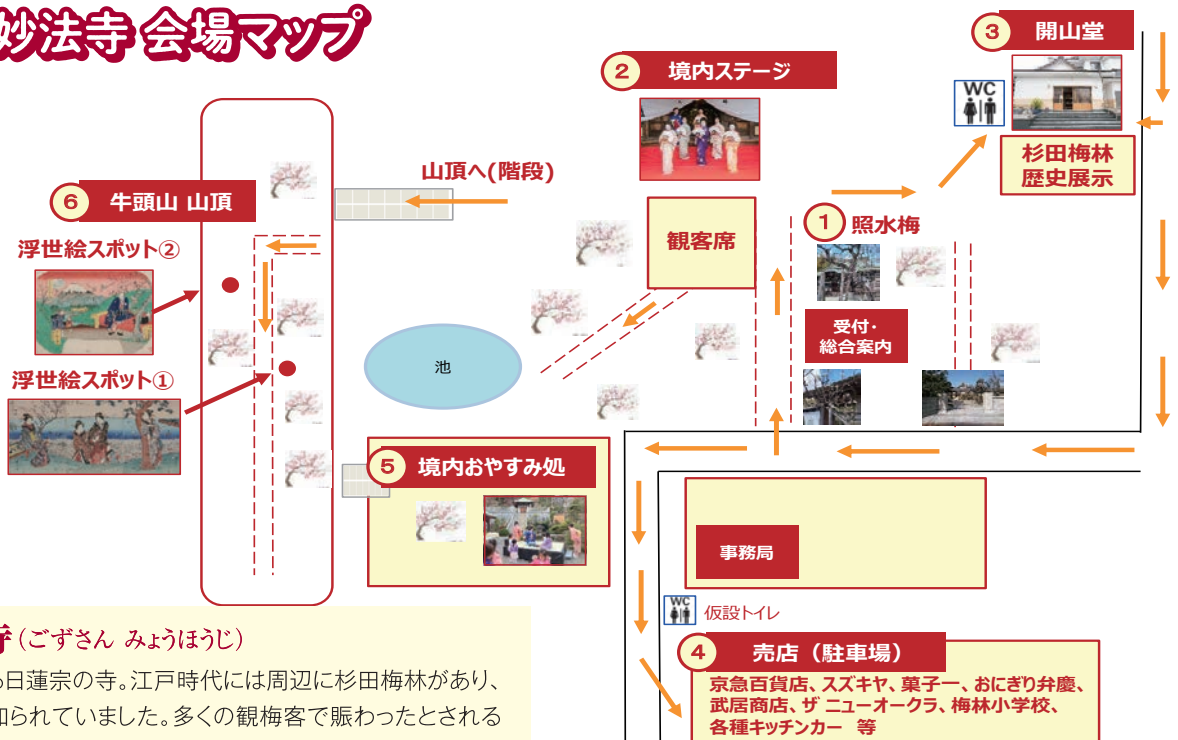 妙法寺 会場マップ
③ 開山堂
WC
杉田梅林
歴史展示
② 境内ステージ
観客席
① 照水梅
受付・
総合案内
山頂へ(階段)
⑥ 牛頭山 山頂
浮世絵スポット②
浮世絵スポット①
池
⑤ 境内おやすみ処
事務局
WC 仮設トイレ
④ 売店（駐車場）
京急百貨店、スズキヤ、菓子一、おにぎり弁慶、
武居商店、ザ ニューオークラ、梅林小学校、
各種キッチンカー 等
寺(ごずさん みょうほうじ)
日蓮宗の寺。江戸時代には周辺に杉田梅林があり、
知られていました。多くの観梅客で賑わったとされる